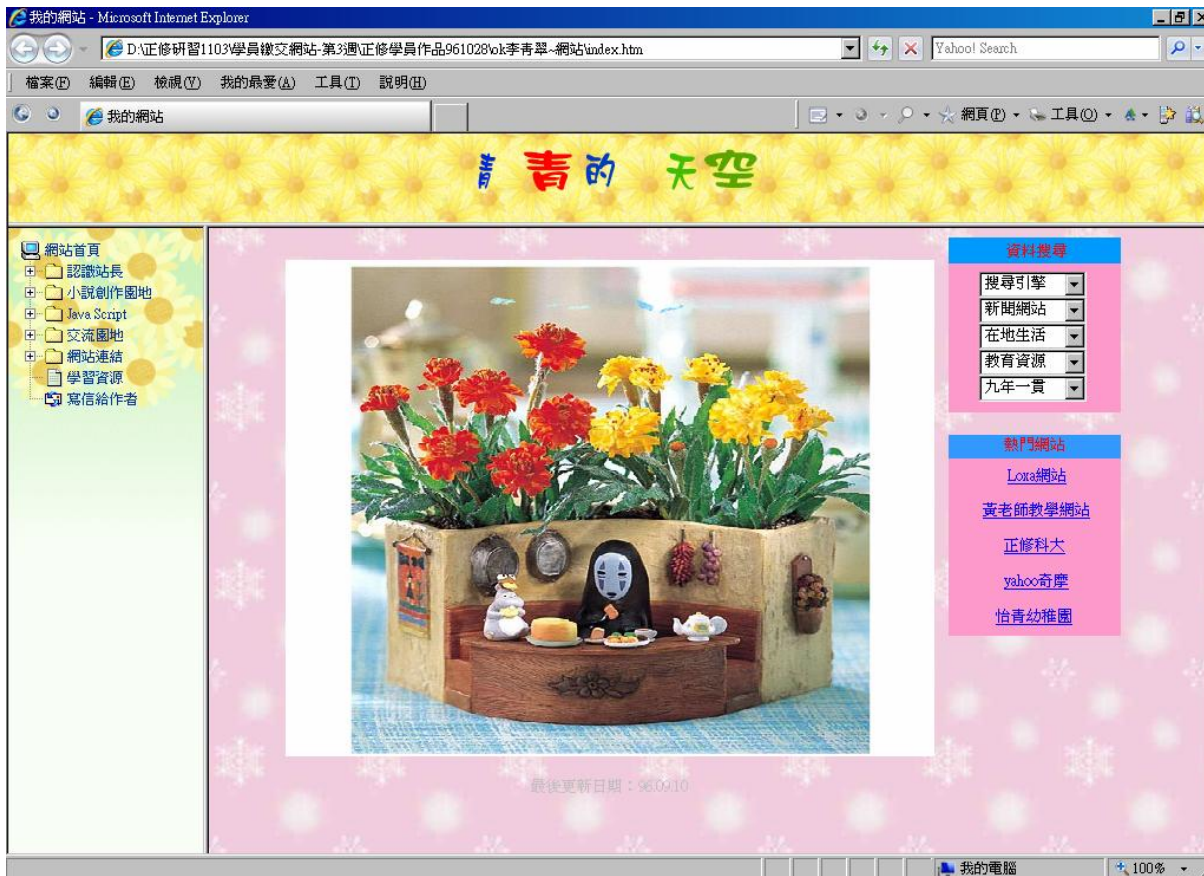 我的網站 - Microsoft Internet Explorer
D:\正修研習1103\學員繳交網站-第3週\正修學員作品961028\ok李青翠~網站\index.htm
Yahoo! Search
檔案(F) 編輯(E) 檢視(V) 我的最愛(A) 工具(T) 說明(H)
我的網站
網頁(P) 工具(O)
青青的 天空
網站首頁
認識站長
小說創作園地
Java Script
交流園地
網站連結
學習資源
寫信給作者
最後更新日期：96.09.10
資料搜尋
搜尋引擎
新聞網站
在地生活
教育資源
九年一貫
熱門網站
Loxa網站
黃老師教學網站
正修科大
yahoo奇摩
怡青幼稚園
我的電腦
100%